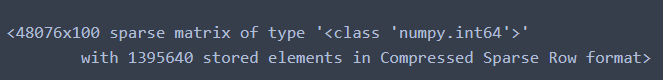 <48076x100 sparse matrix of type '<class 'numpy.int64'>'
        with 1395640 stored elements in Compressed Sparse Row format>